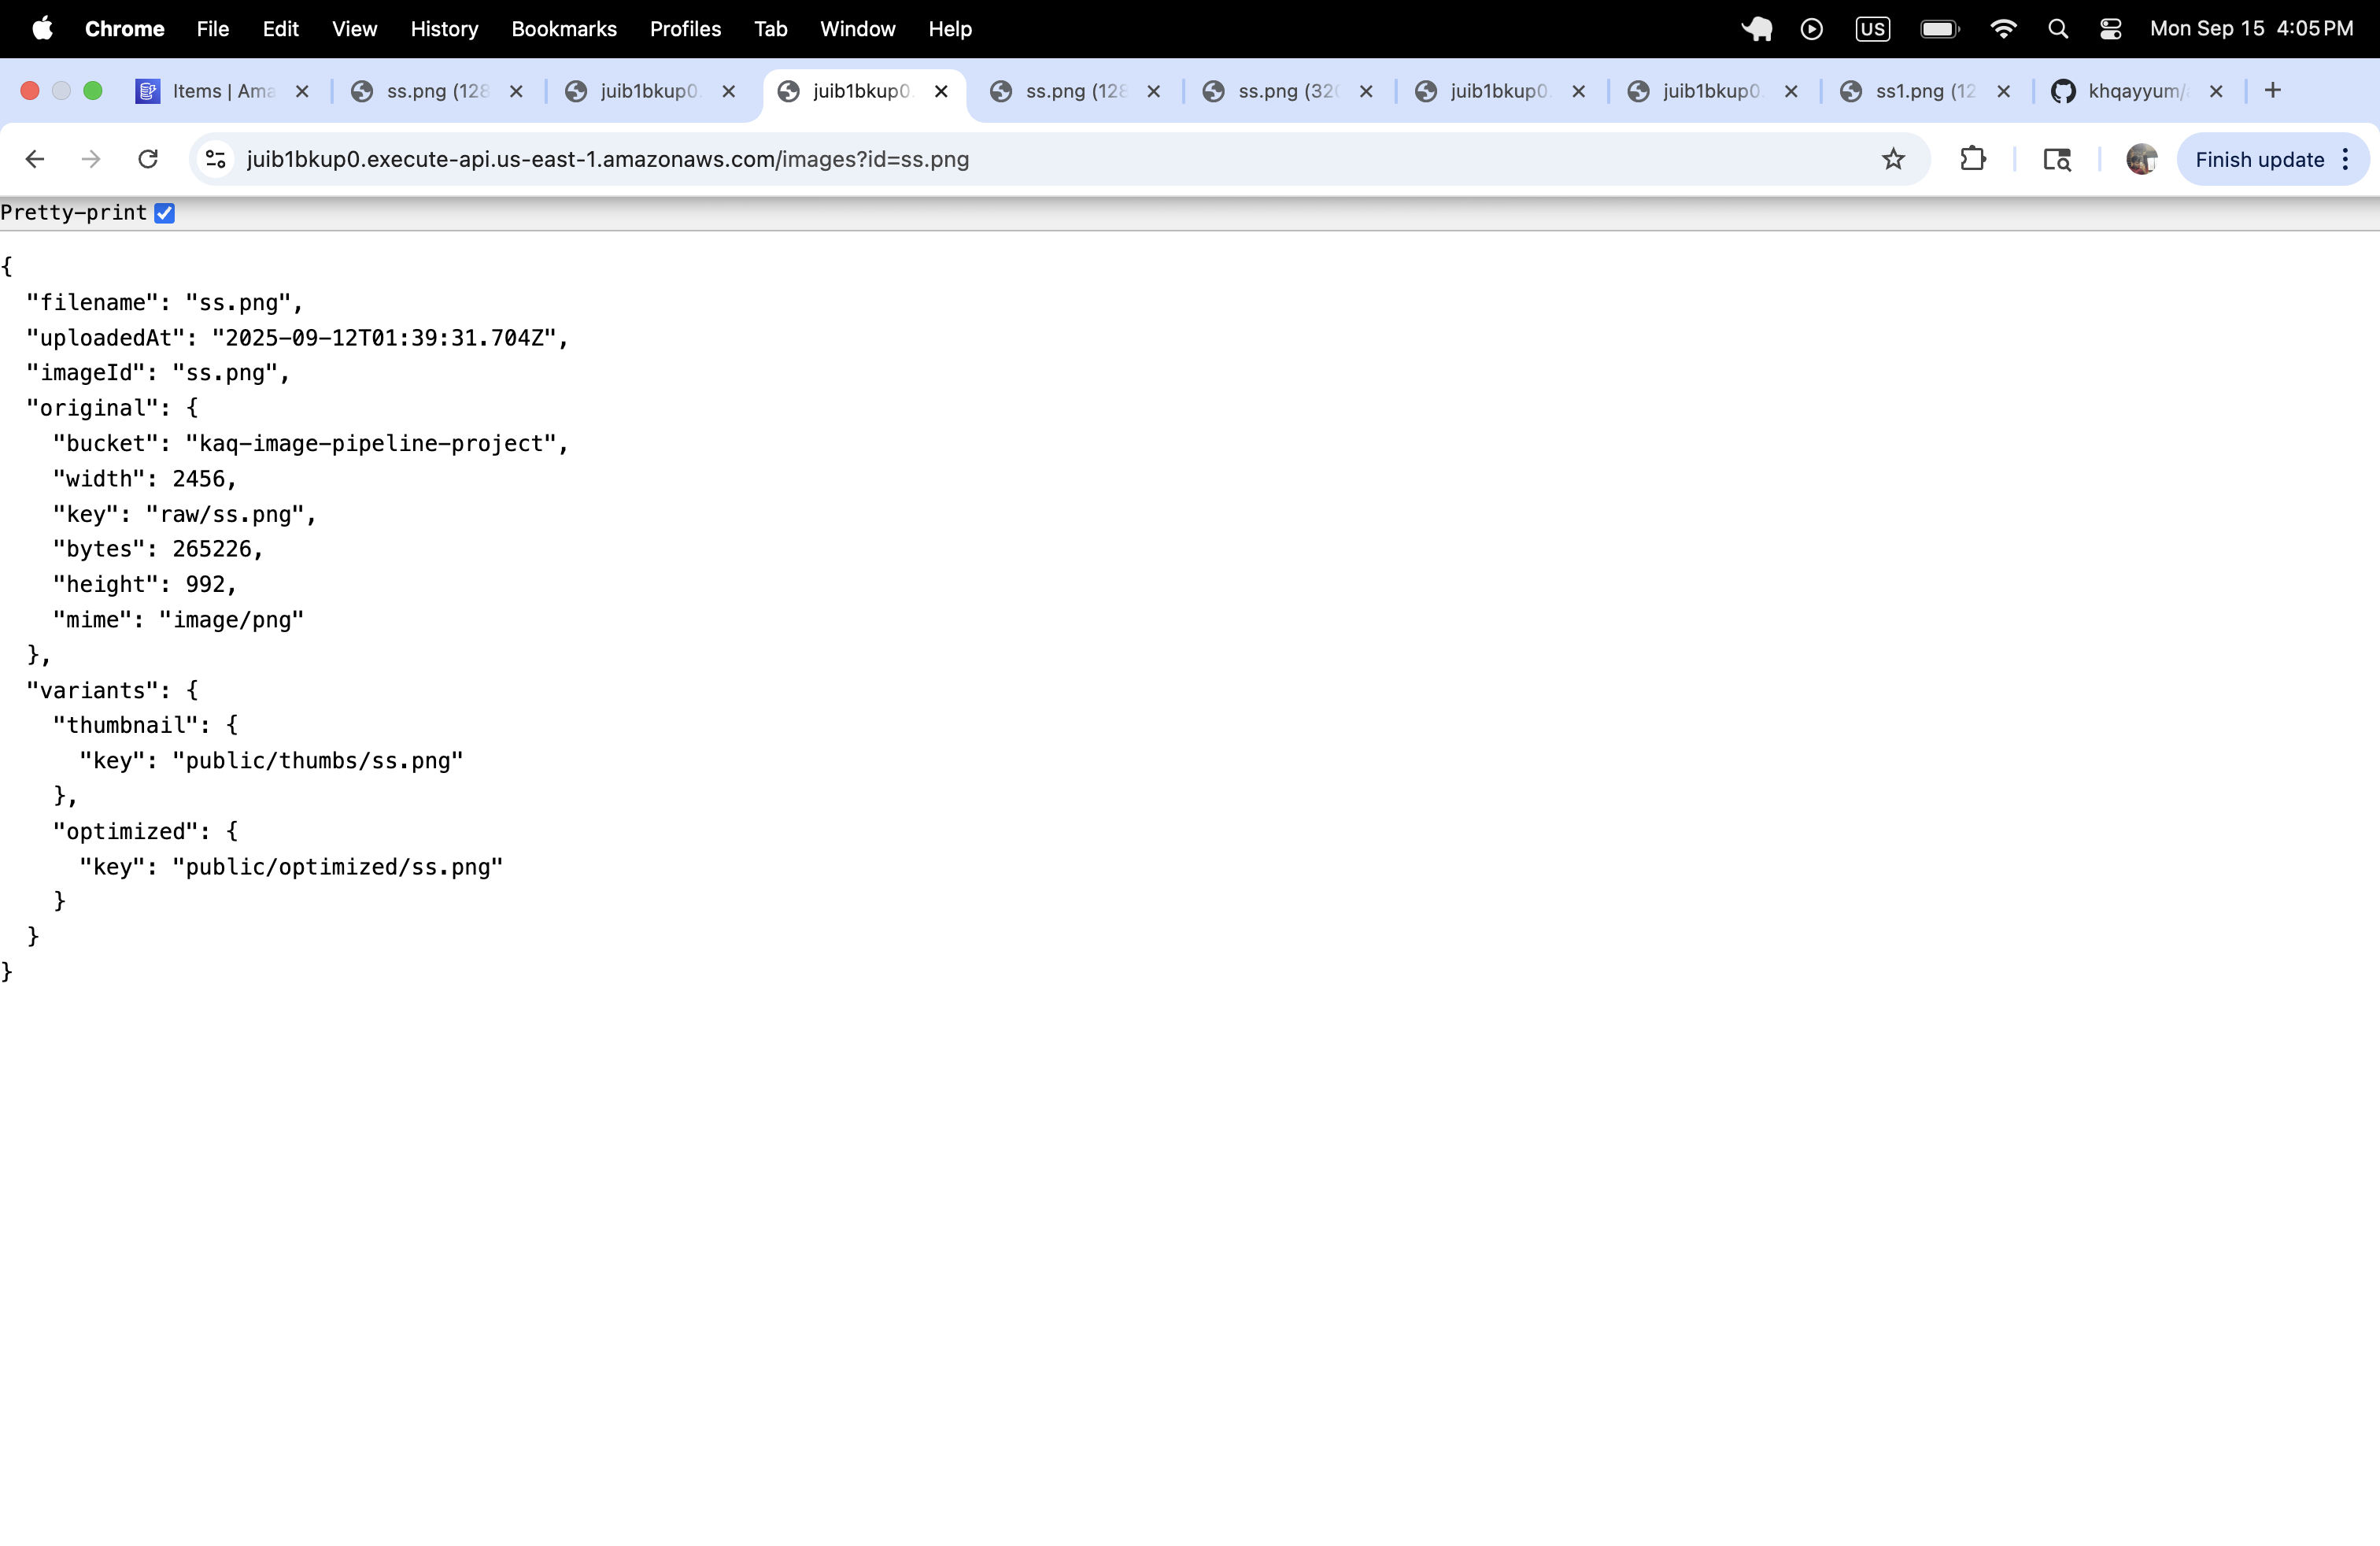 Chrome File Edit View History Bookmarks Profiles Tab Window Help US Mon Sep 15 4:05 PM
Items | Ama ss.png (128 juib1bkup0. juib1bkup0. ss.png (128 ss.png (320 juib1bkup0. juib1bkup0. ss1.png (12 khqayyum/
juib1bkup0.execute-api.us-east-1.amazonaws.com/images?id=ss.png Finish update
Pretty-print
{
  "filename": "ss.png",
  "uploadedAt": "2025-09-12T01:39:31.704Z",
  "imageId": "ss.png",
  "original": {
    "bucket": "kaq-image-pipeline-project",
    "width": 2456,
    "key": "raw/ss.png",
    "bytes": 265226,
    "height": 992,
    "mime": "image/png"
  },
  "variants": {
    "thumbnail": {
      "key": "public/thumbs/ss.png"
    },
    "optimized": {
      "key": "public/optimized/ss.png"
    }
  }
}